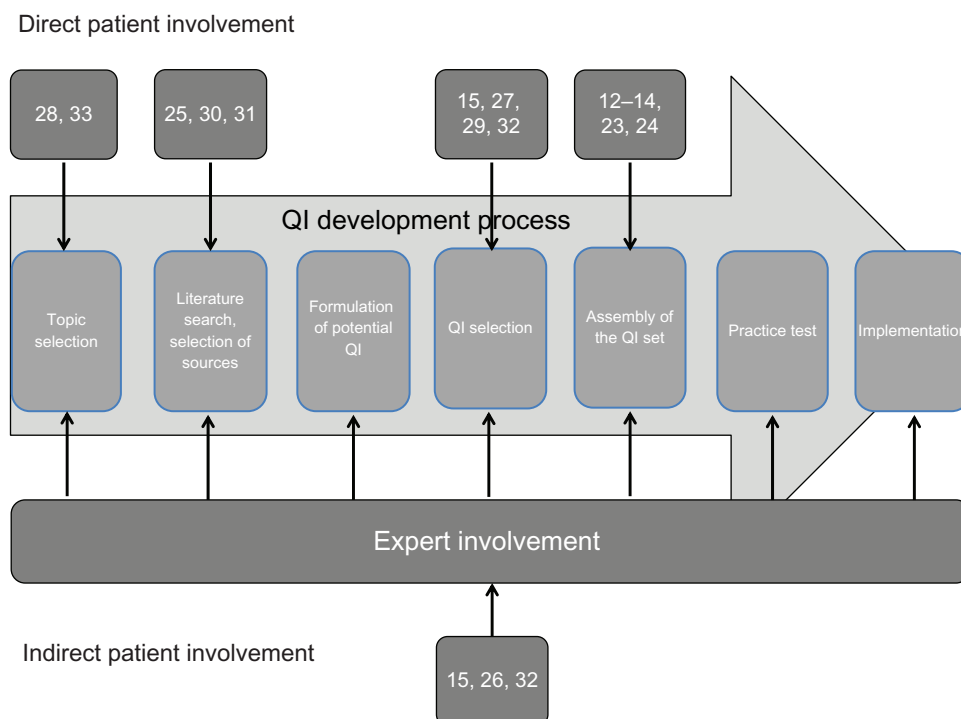 Direct patient involvement
28, 33
25, 30, 31
15, 27,
29, 32
12–14,
23, 24
QI development process
Topic
selection
Literature
search,
selection of
sources
Formulation
of potential
QI
QI selection
Assembly of
the QI set
Practice test
Implementation
Expert involvement
Indirect patient involvement
15, 26, 32